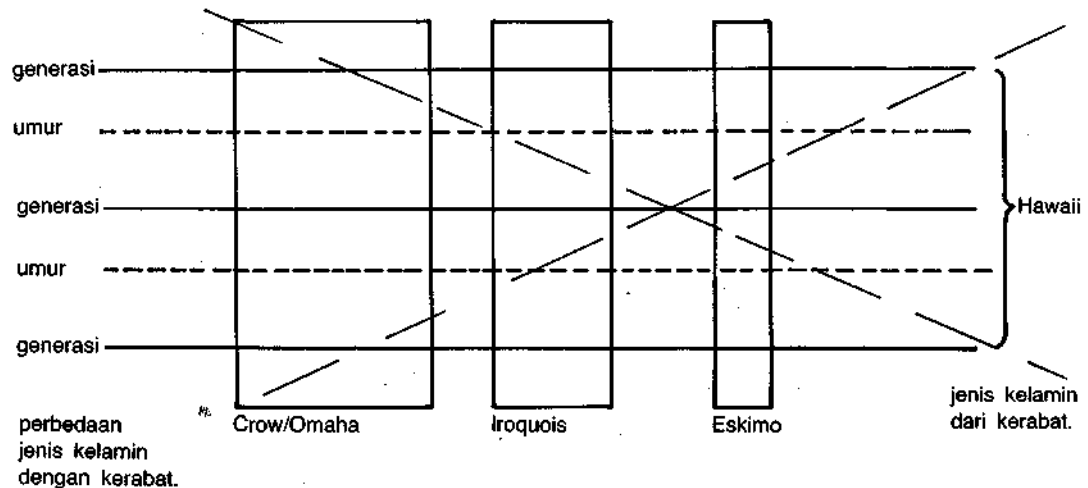 generasi
umur
generasi
Hawaii
umur
generasi
perbedaan
jenis kelamin
dengan kerabat.
Crow/Omaha
Iroquois
Eskimo
jenis kelamin
dari kerabat.